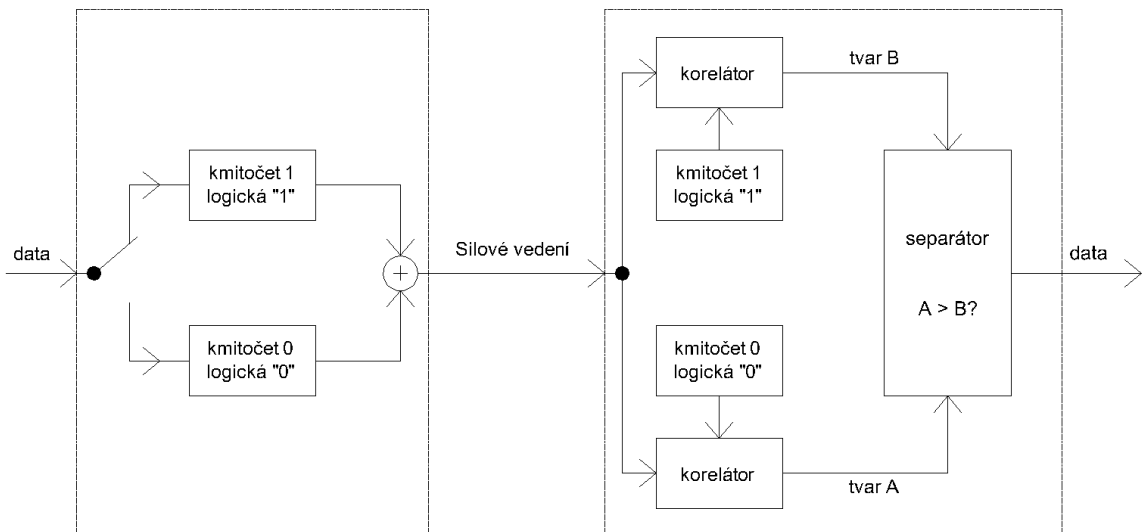 data
kmitočet 1
logická "1"
kmitočet 0
logická "0"
+
Silové vedení
korelátor
tvar B
kmitočet 1
logická "1"
separátor
A > B?
kmitočet 0
logická "0"
korelátor
tvar A
data